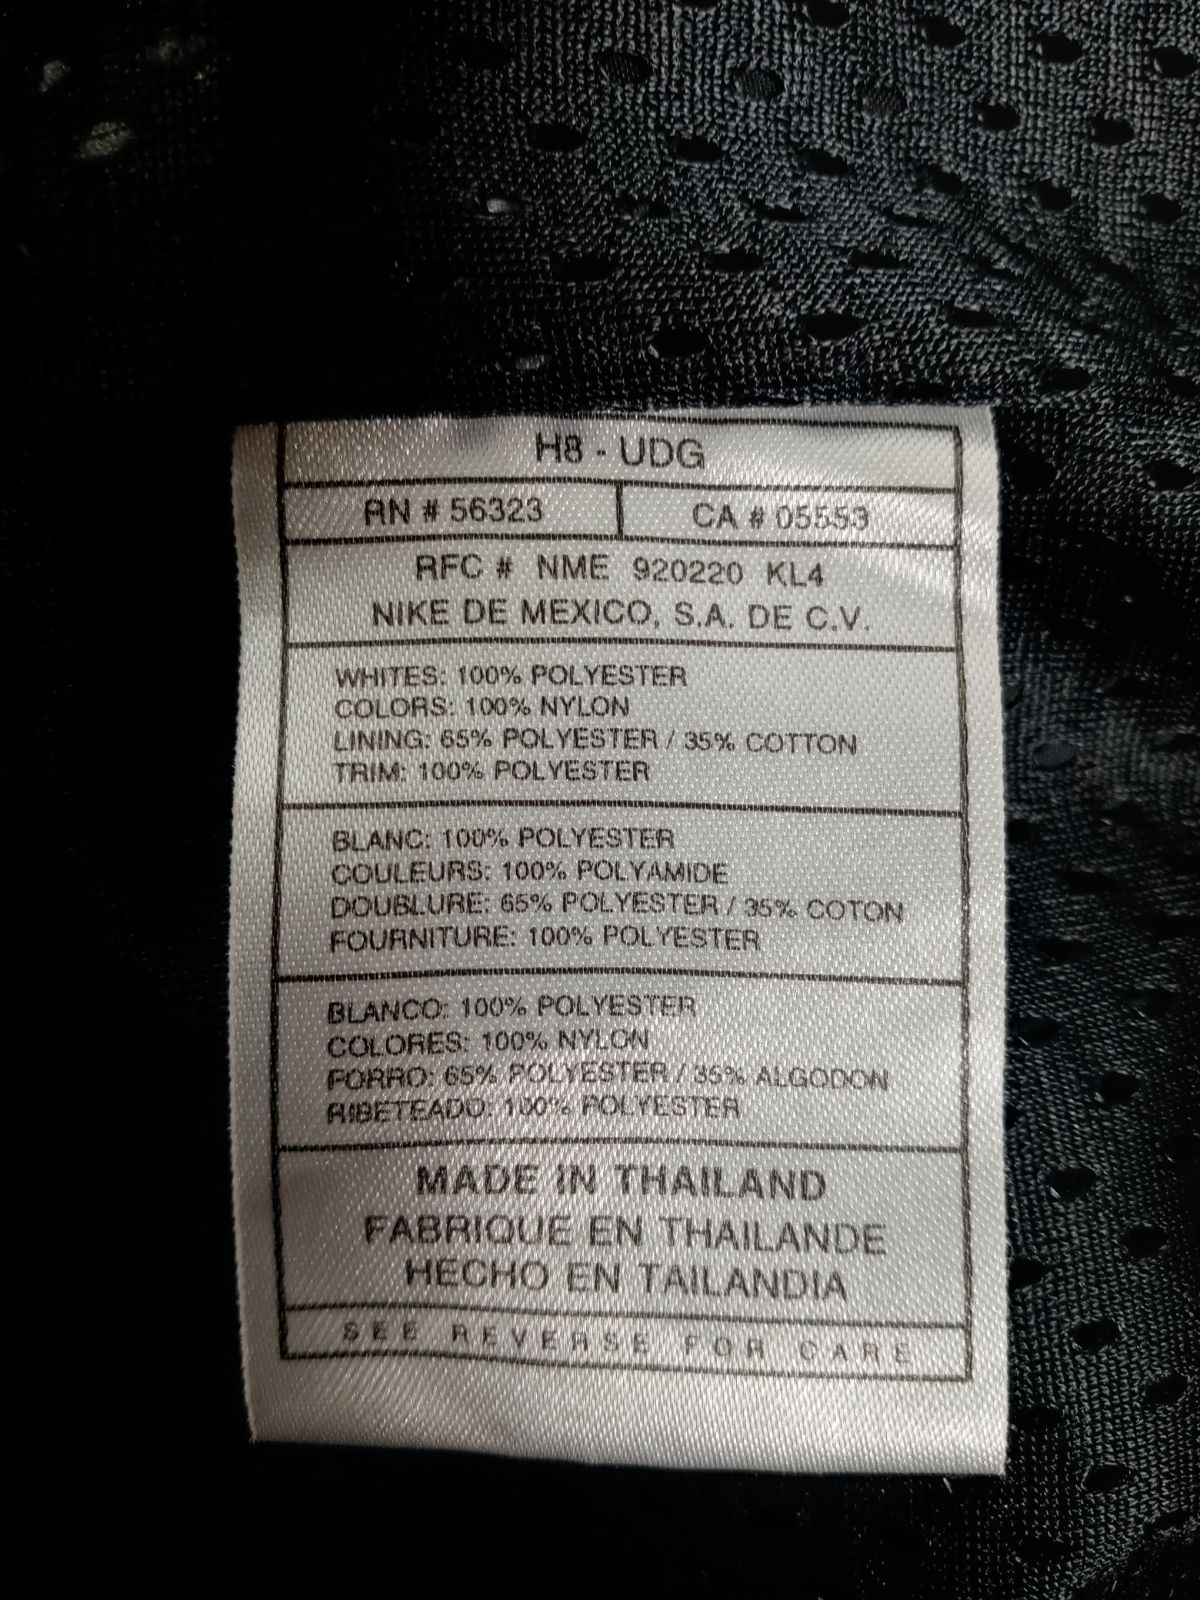 H8 - UDG
RN # 56323 CA # 05553
RFC # NME 920220 KL4
NIKE DE MEXICO, S.A. DE C.V.
WHITES: 100% POLYESTER
COLORS: 100% NYLON
LINING: 65% POLYESTER / 35% COTTON
TRIM: 100% POLYESTER
BLANC: 100% POLYESTER
COULEURS: 100% POLYAMIDE
DOUBLURE: 65% POLYESTER / 35% COTON
FOURNITURE: 100% POLYESTER
BLANCO: 100% POLYESTER
COLORES: 100% NYLON
FORRO: 65% POLYESTER / 35% ALGODON
RIBETEADO: 100% POLYESTER
MADE IN THAILAND
FABRIQUE EN THAILANDE
HECHO EN TAILANDIA
SEE REVERSE FOR CARE